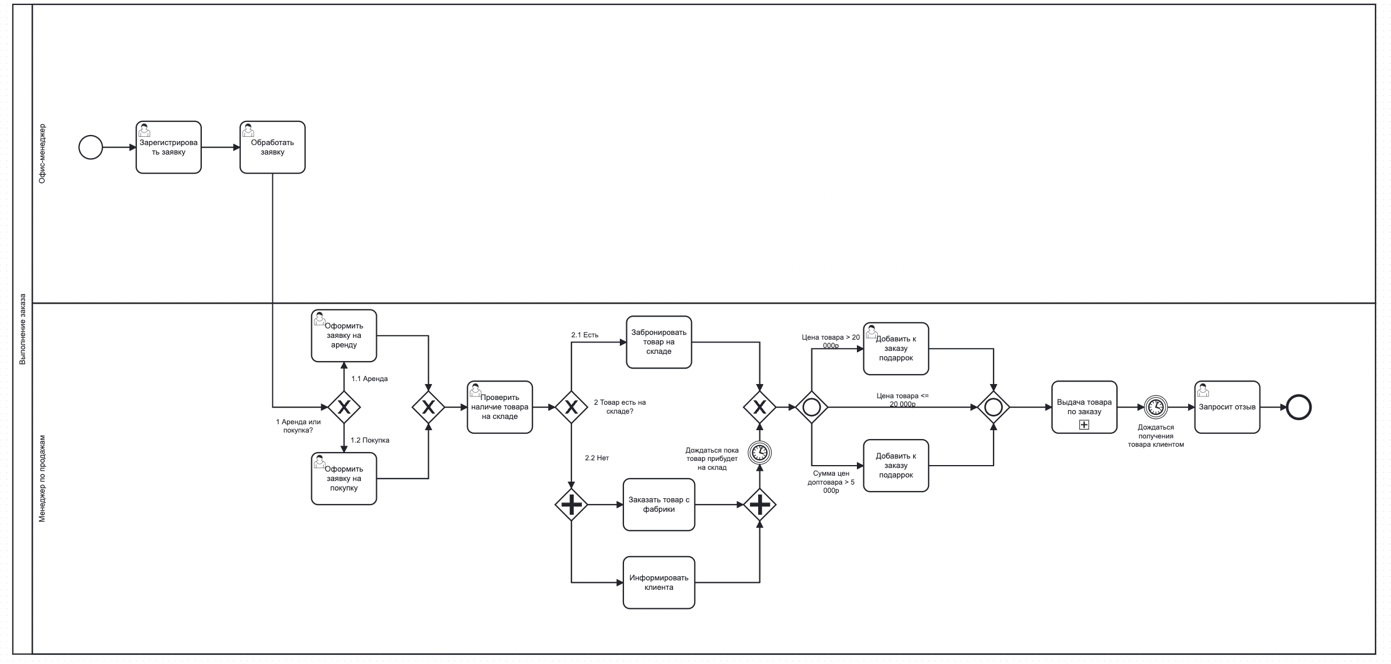 Выполнение заказа
Офис-менеджер
Зарегистрирова
ть заявку
Обработать
заявку
Менеджер по продажам
Оформить
заявку на
аренду
1.1 Аренда
1 Аренда или
покупка?
1.2 Покупка
Оформить
заявку на
покупку
Проверить
наличие товара
на складе
2.1 Есть
2 Товар есть на
складе?
2.2 Нет
Забронировать
товар на
складе
Заказать товар с
фабрики
Информировать
клиента
Дождаться пока
товар прибудет
на склад
Цена товара > 20
000р
Добавить к
заказу
подаррок
Цена товара <=
20 000р
Сумма цен
доптовара > 5
000р
Добавить к
заказу
подаррок
Выдача товара
по заказу
Дождаться
получения
товара клиентом
Запросит отзыв